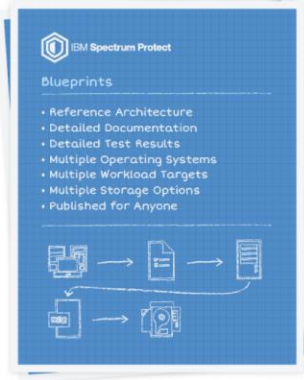 IBM Spectrum Protect
Blueprints
• Reference Architecture
• Detailed Documentation
• Detailed Test Results
• Multiple Operating Systems
• Multiple Workload Targets
• Multiple Storage Options
• Published for Anyone